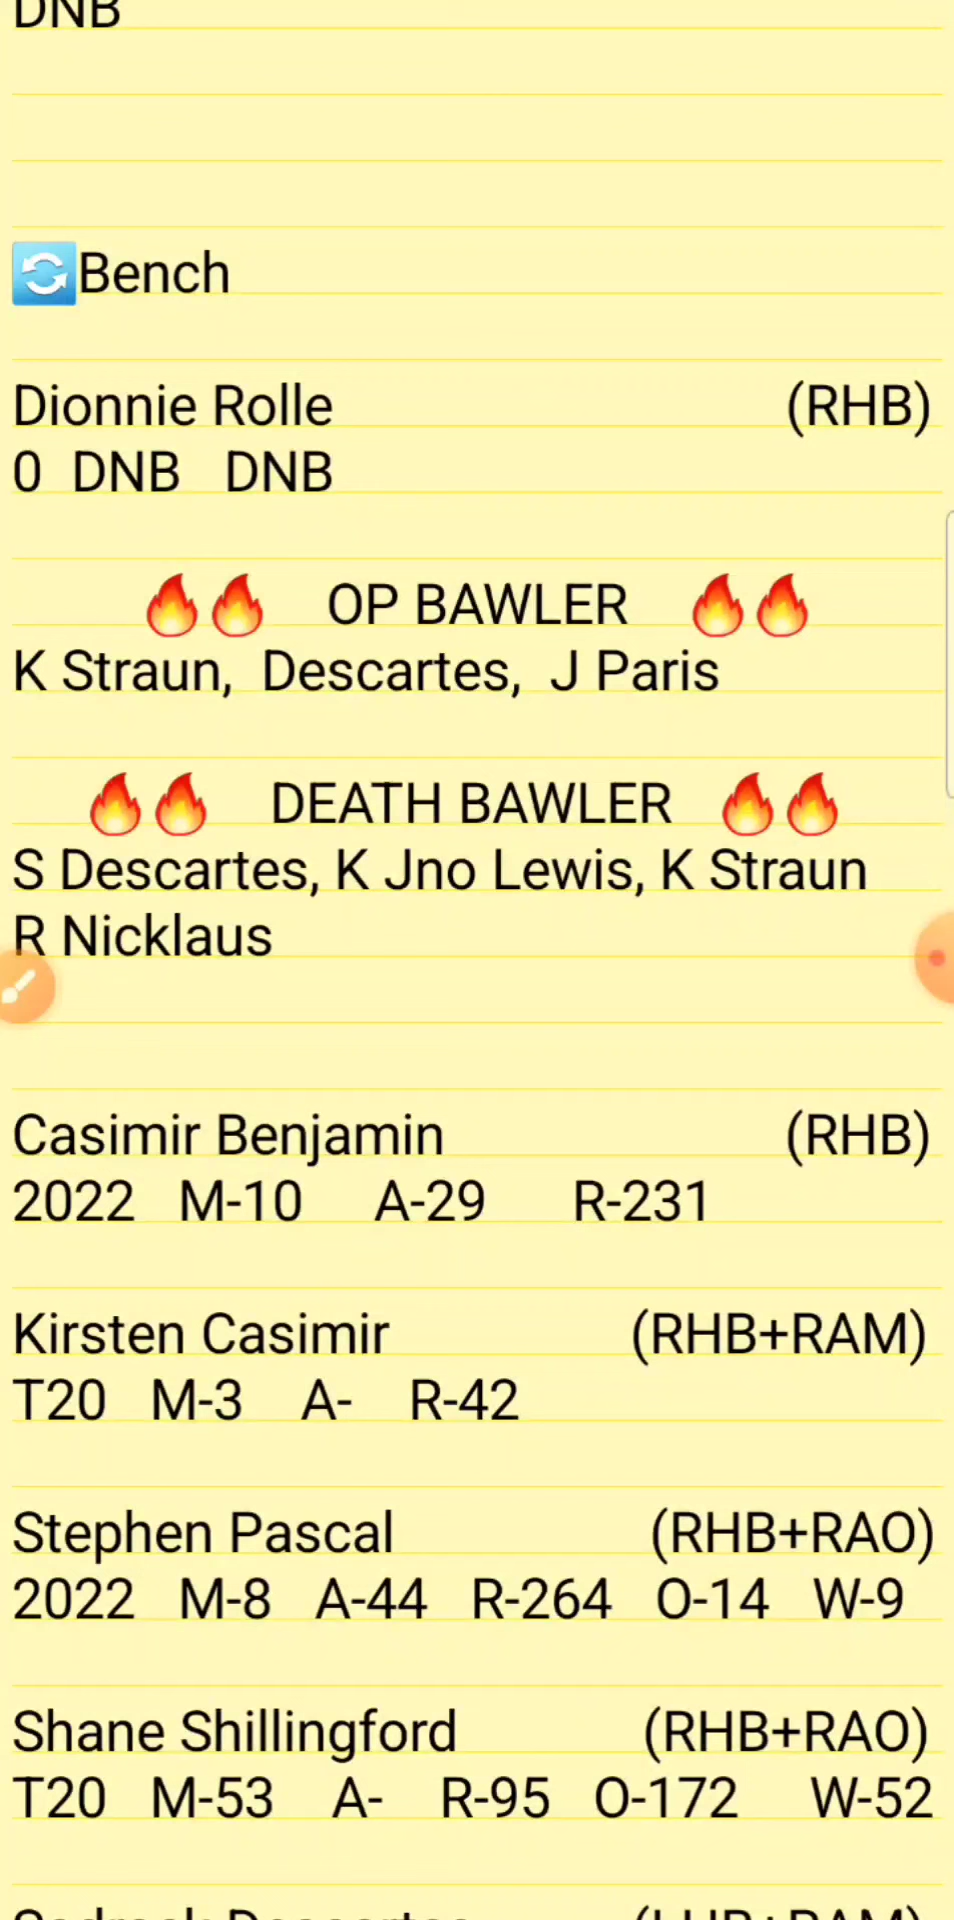 DNB
🔄Bench
Dionnie Rolle (RHB)
0 DNB DNB
🔥🔥 OP BAWLER 🔥🔥
K Straun, Descartes, J Paris
🔥🔥 DEATH BAWLER 🔥🔥
S Descartes, K Jno Lewis, K Straun
R Nicklaus
Casimir Benjamin (RHB)
2022 M-10 A-29 R-231
Kirsten Casimir (RHB+RAM)
T20 M-3 A- R-42
Stephen Pascal (RHB+RAO)
2022 M-8 A-44 R-264 O-14 W-9
Shane Shillingford (RHB+RAO)
T20 M-53 A- R-95 O-172 W-52